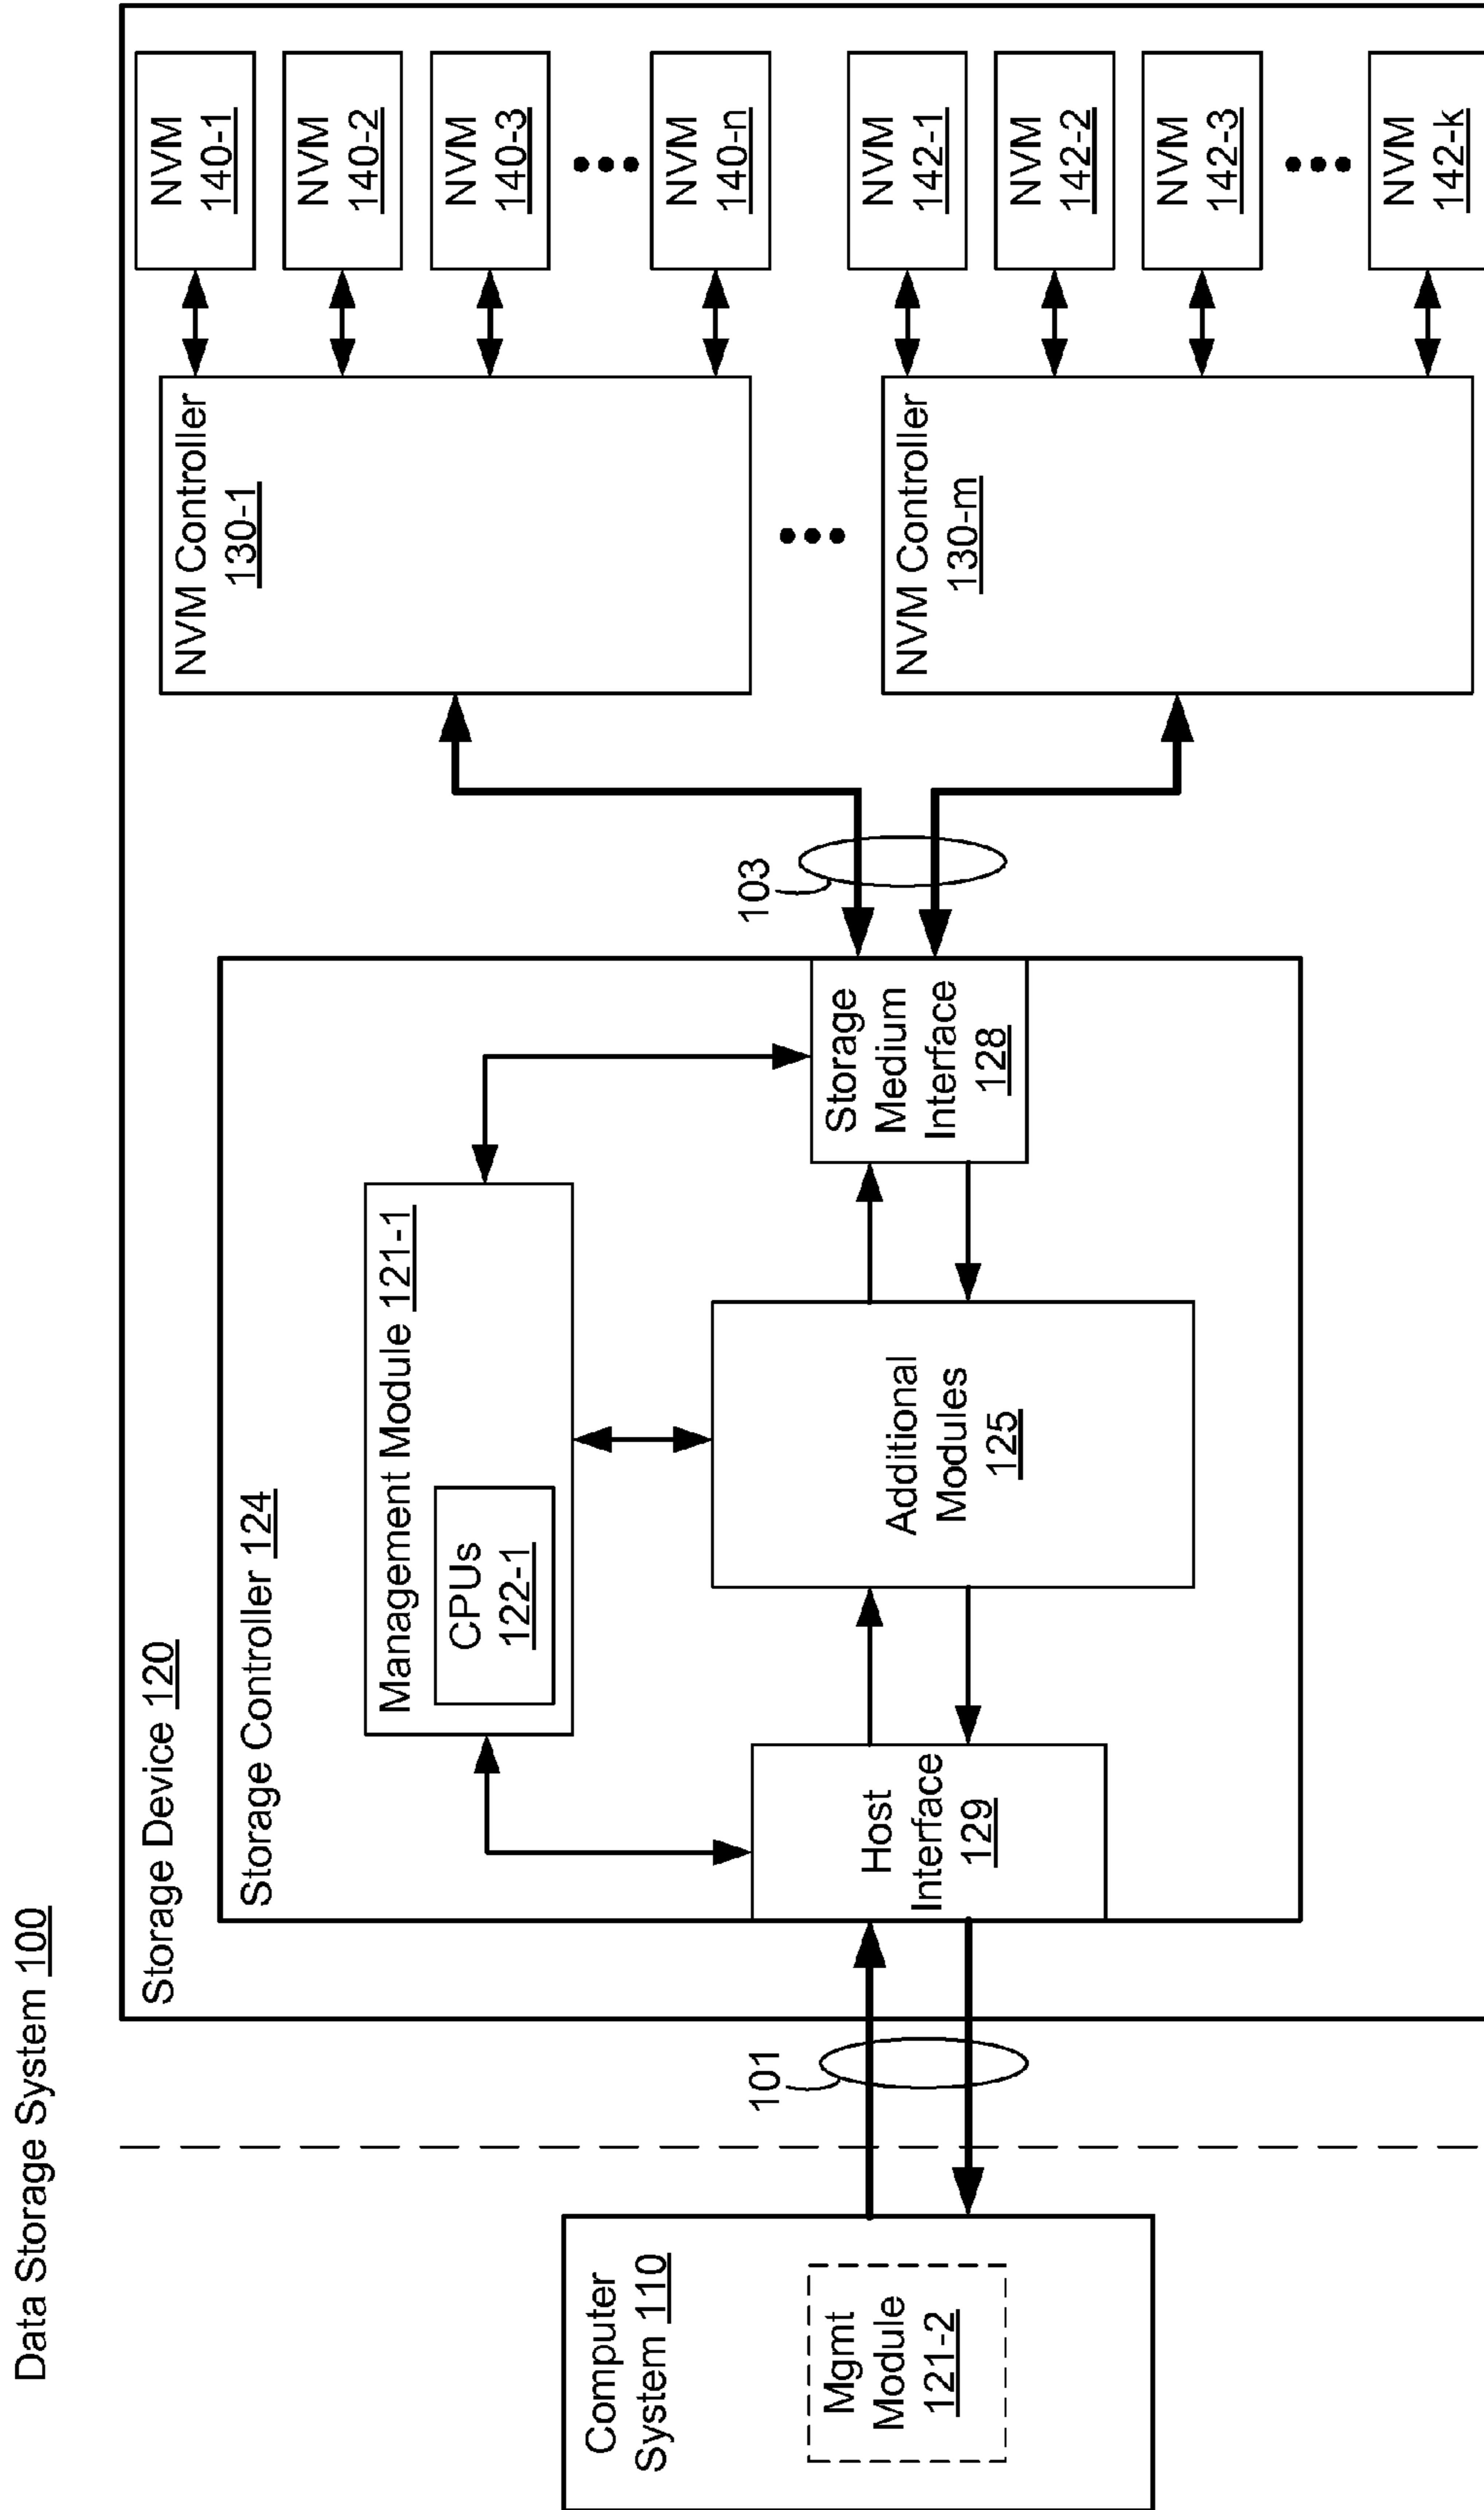 Data Storage System 100
Computer
System 110
Mgmt
Module
121-2
101
Storage Device 120
Storage Controller 124
Management Module 121-1
CPUs
122-1
Host
Interface
129
Additional
Modules
125
Storage
Medium
Interface
128
103
NVM Controller
130-1
NVM Controller
130-m
NVM
140-1
NVM
140-2
NVM
140-3
NVM
140-n
NVM
142-1
NVM
142-2
NVM
142-3
NVM
142-k